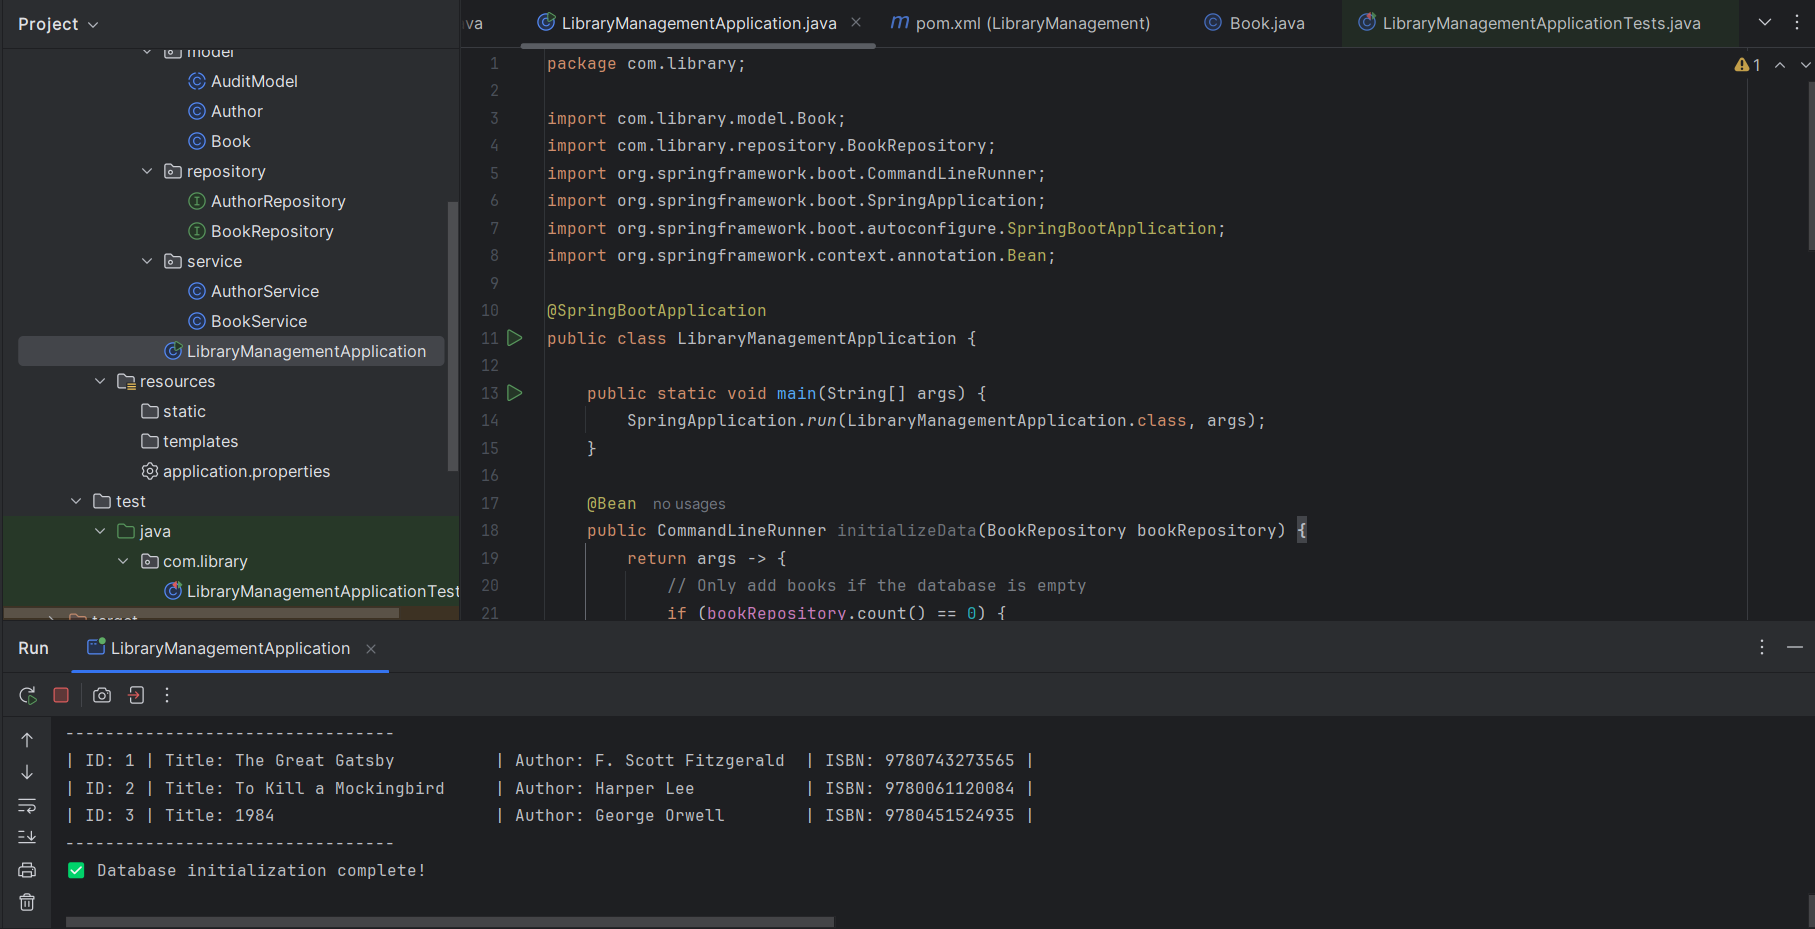 Project
model
AuditModel
Author
Book
repository
AuthorRepository
BookRepository
service
AuthorService
BookService
LibraryManagementApplication
resources
static
templates
application.properties
test
java
com.library
LibraryManagementApplicationTest
target
va
LibraryManagementApplication.java
pom.xml (LibraryManagement)
Book.java
LibraryManagementApplicationTests.java
1
1 package com.library;
2
3 import com.library.model.Book;
4 import com.library.repository.BookRepository;
5 import org.springframework.boot.CommandLineRunner;
6 import org.springframework.boot.SpringApplication;
7 import org.springframework.boot.autoconfigure.SpringBootApplication;
8 import org.springframework.context.annotation.Bean;
9
10 @SpringBootApplication
11 public class LibraryManagementApplication {
12
13 public static void main(String[] args) {
14 SpringApplication.run(LibraryManagementApplication.class, args);
15 }
16
17 @Bean no usages
18 public CommandLineRunner initializeData(BookRepository bookRepository) {
19 return args -> {
20 // Only add books if the database is empty
21 if (bookRepository.count() == 0) {
Run LibraryManagementApplication
---------------------------------
| ID: 1 | Title: The Great Gatsby | Author: F. Scott Fitzgerald | ISBN: 9780743273565 |
| ID: 2 | Title: To Kill a Mockingbird | Author: Harper Lee | ISBN: 9780061120084 |
| ID: 3 | Title: 1984 | Author: George Orwell | ISBN: 9780451524935 |
---------------------------------
✅ Database initialization complete!